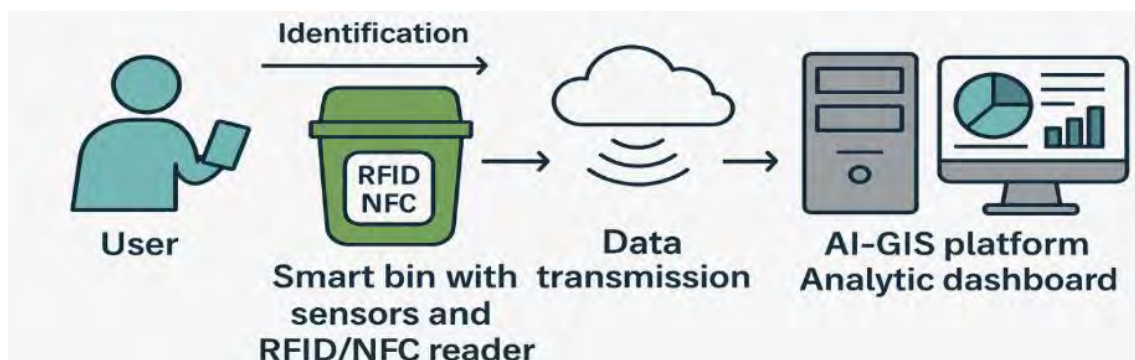 Identification
RFID
NFC
User
Smart bin with
sensors and
RFID/NFC reader
Data
transmission
AI-GIS platform
Analytic dashboard